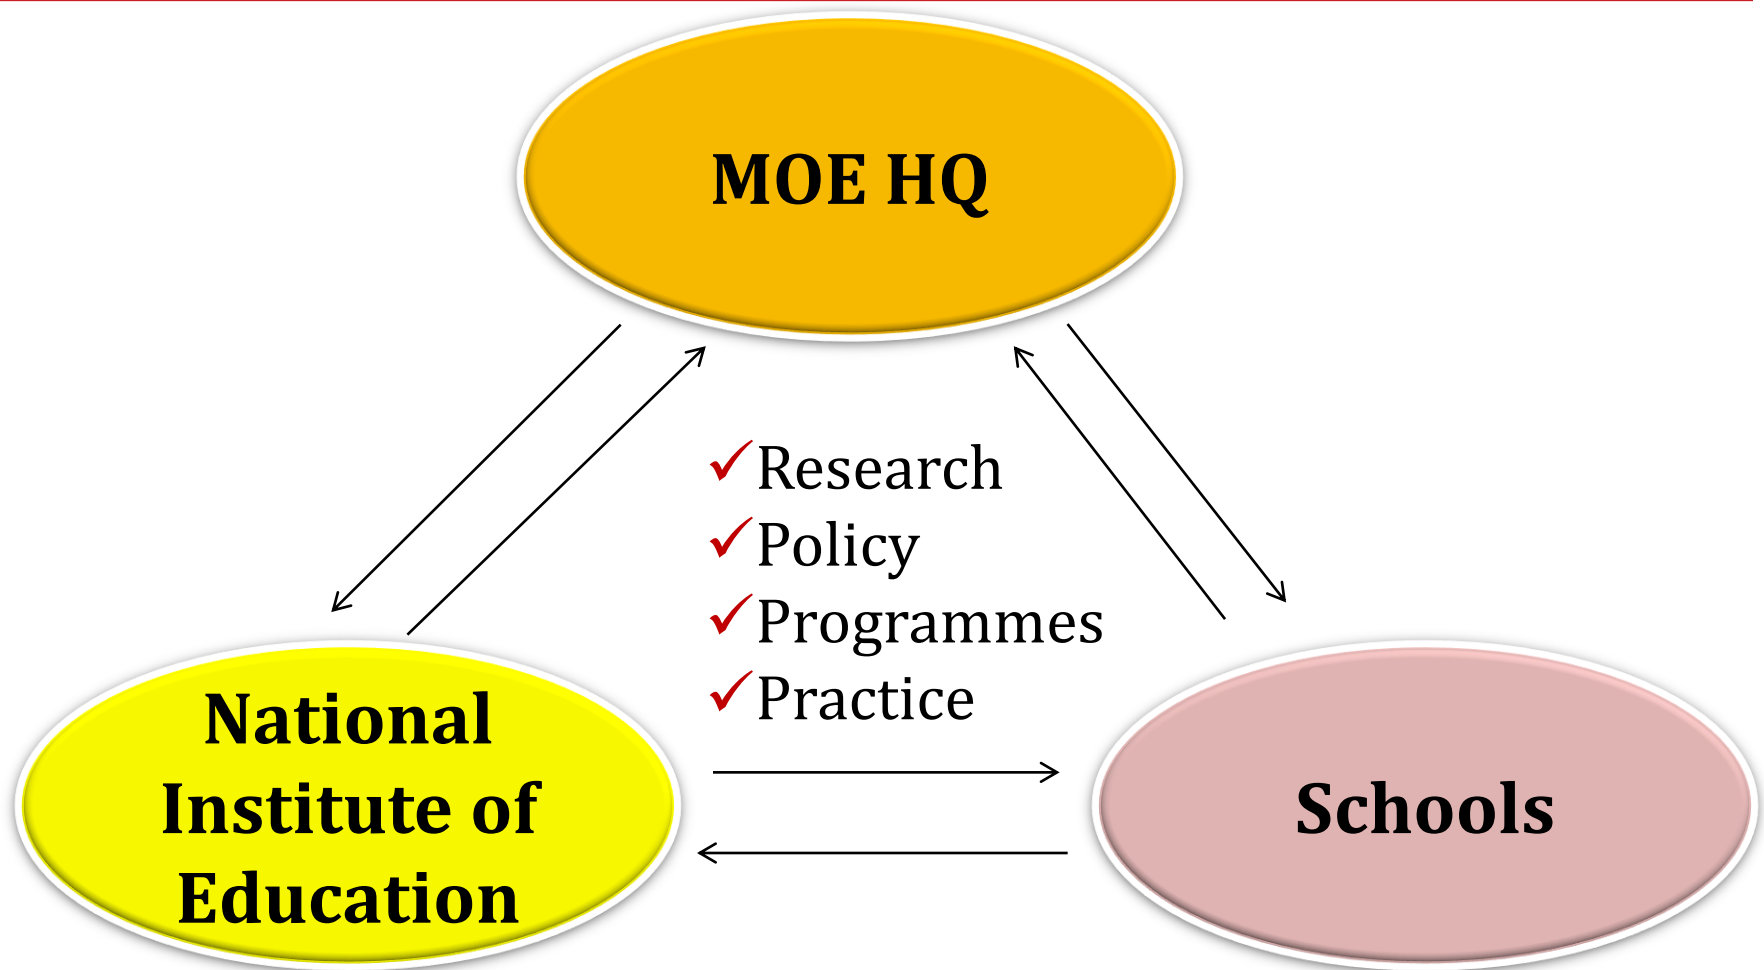 MOE HQ
✓Research
✓Policy
✓Programmes
✓Practice
National
Institute of
Education
Schools